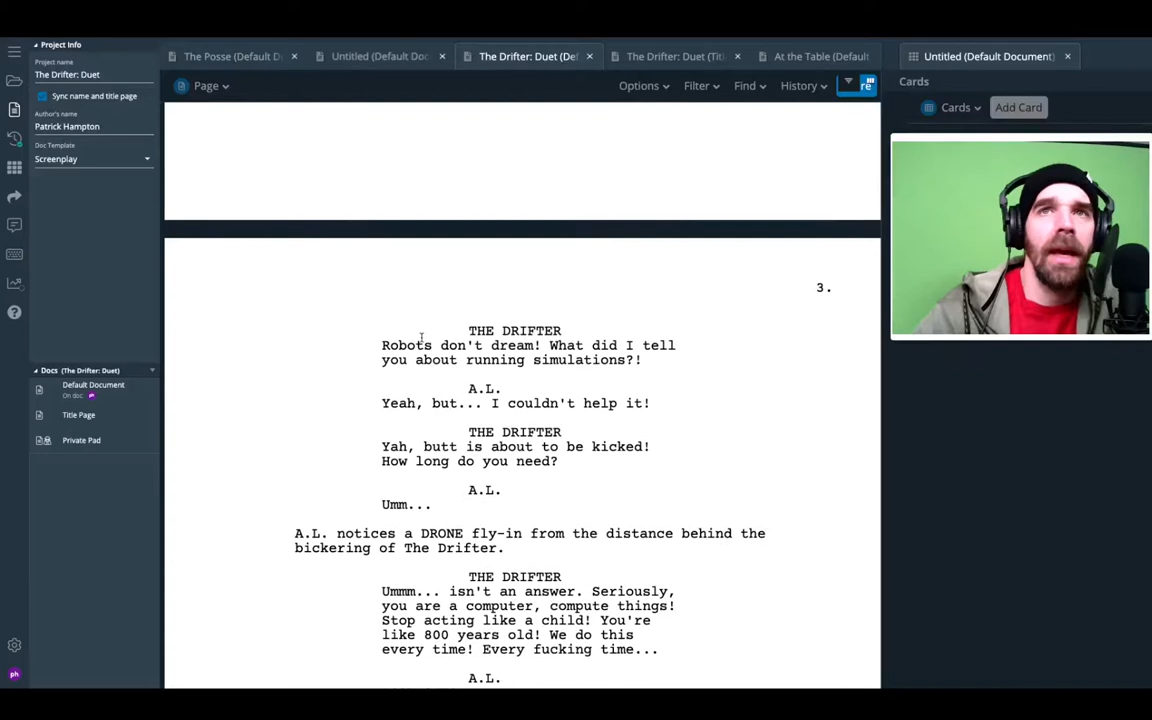 Project Info
The Posse (Default D
Untitled (Default Doc
The Drifter: Duet (Def
The Drifter: Duet (Titl
At the Table (Default
Untitled (Default Document)
Project name
The Drifter: Duet
Page
Options
Filter
Find
History
re
Cards
Sync name and title page
Cards
Add Card
Author's name
Patrick Hampton
Doc Template
Screenplay
3.
THE DRIFTER
Robots don't dream! What did I tell
you about running simulations?!
A.L.
Yeah, but... I couldn't help it!
THE DRIFTER
Yah, butt is about to be kicked!
How long do you need?
A.L.
Umm...
A.L. notices a DRONE fly-in from the distance behind the
bickering of The Drifter.
THE DRIFTER
Ummm... isn't an answer. Seriously,
you are a computer, compute things!
Stop acting like a child! You're
like 800 years old! We do this
every time! Every fucking time...
A.L.
Docs (The Drifter: Duet)
Default Document
On doc: ph
Title Page
Private Pad
ph